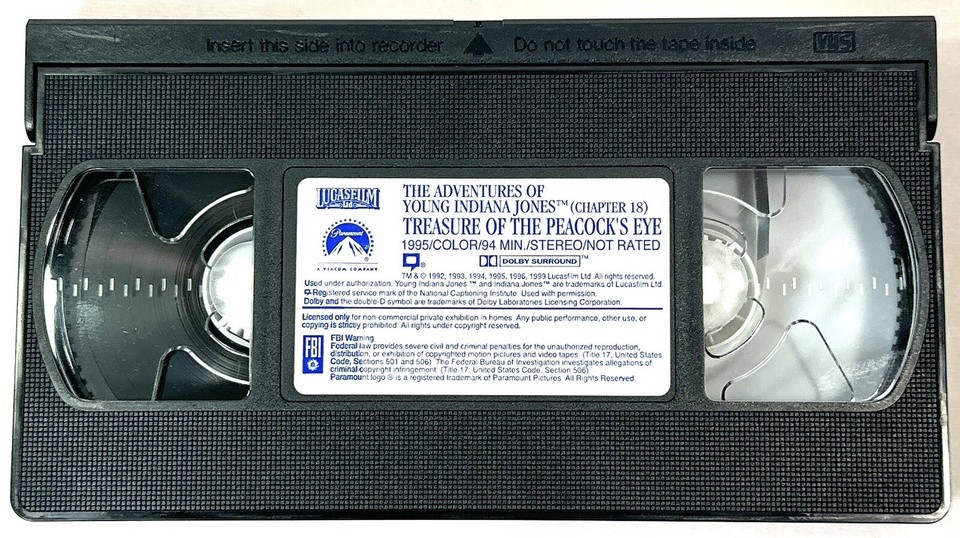 Insert this side into recorder Do not touch the tape inside VHS
LUCASFILM LTD.
THE ADVENTURES OF
YOUNG INDIANA JONES™ (CHAPTER 18)
TREASURE OF THE PEACOCK'S EYE
Paramount
A VIACOM COMPANY
1995/COLOR/94 MIN./STEREO/NOT RATED
® DOLBY SURROUND™
TM & © 1992, 1993, 1994, 1995, 1996, 1999 Lucasfilm Ltd. All rights reserved.
Used under authorization. Young Indiana Jones ™ and Indiana Jones™ are trademarks of Lucasfilm Ltd.
-Registered service mark of the National Captioning Institute. Used with permission.
Dolby and the double-D symbol are trademarks of Dolby Laboratories Licensing Corporation.
Licensed only for non-commercial private exhibition in homes. Any public performance, other use, or
copying is strictly prohibited. All rights under copyright reserved.
FBI
FBI Warning
Federal law provides severe civil and criminal penalties for the unauthorized reproduction,
distribution, or exhibition of copyrighted motion pictures and video tapes. (Title 17, United States
Code, Sections 501 and 506) The Federal Bureau of Investigation investigates allegations of
criminal copyright infringement. (Title 17, United States Code, Section 506).
Paramount logo ® is a registered trademark of Paramount Pictures. All Rights Reserved.